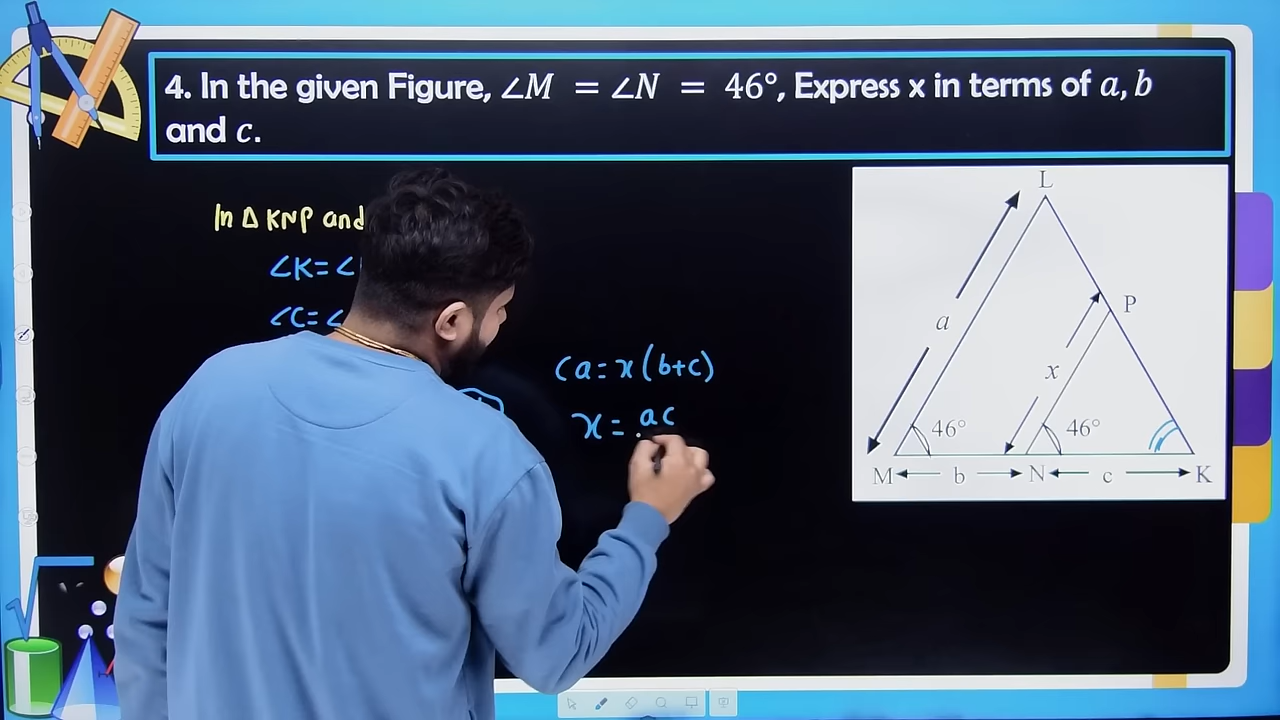 4. In the given Figure, ∠M = ∠N = 46°, Express x in terms of a, b
and c.
In Δ KNP and
∠K = ∠
∠C = ∠
ca = x(b+c)
x = ac
L
P
a
x
46°
46°
M
b
N
c
K